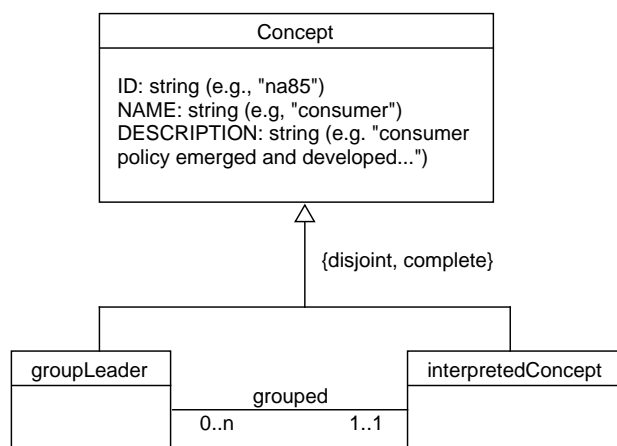 Concept
ID: string (e.g., "na85")
NAME: string (e.g, "consumer")
DESCRIPTION: string (e.g. "consumer
policy emerged and developed...")
{disjoint, complete}
groupLeader
interpretedConcept
grouped
0..n
1..1